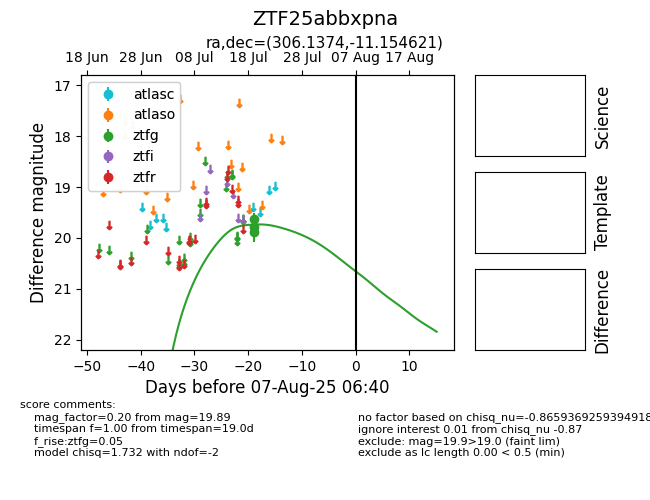 ZTF25abbxpna
ra,dec=(306.1374,-11.154621)
18 Jun 28 Jun 08 Jul 18 Jul 28 Jul 07 Aug 17 Aug
17
18
19
20
21
22
Difference magnitude
atlasc
atlaso
ztfg
ztfi
ztfr
−50 −40 −30 −20 −10 0 10
Days before 07-Aug-25 06:40
Science
Template
Difference
score comments:
mag_factor=0.20 from mag=19.89
timespan f=1.00 from timespan=19.0d
f_rise:ztfg=0.05
model chisq=1.732 with ndof=-2
no factor based on chisq_nu=-0.8659369259394918
ignore interest 0.01 from chisq_nu -0.87
exclude: mag=19.9>19.0 (faint lim)
exclude as lc length 0.00 < 0.5 (min)